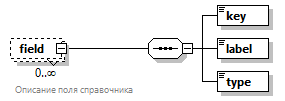 key
field
label
0..∞
type
Описание поля справочника